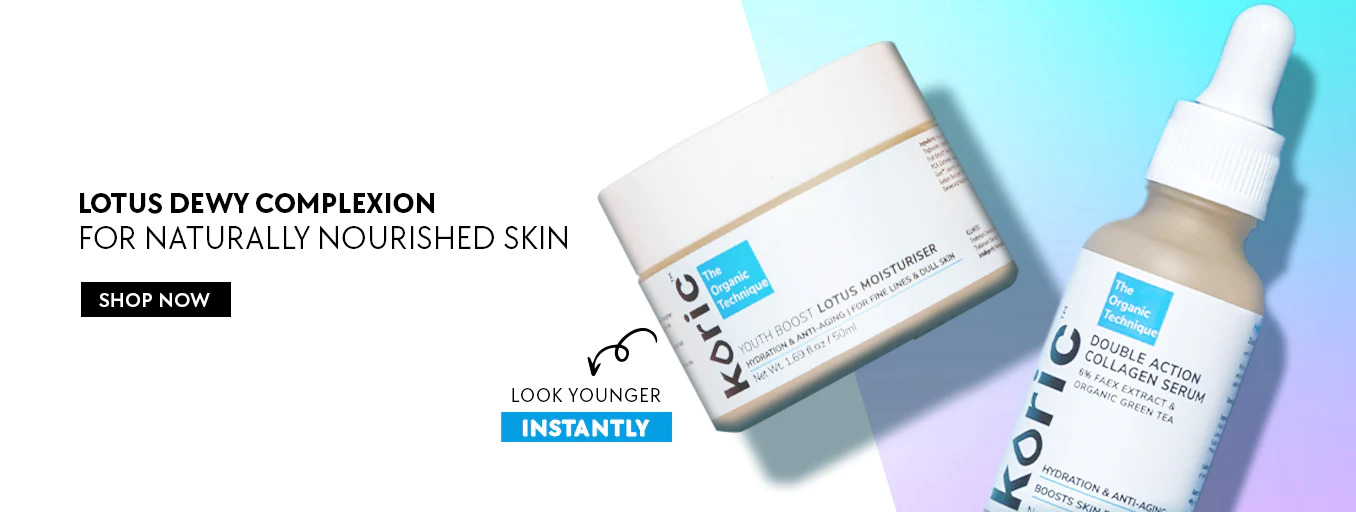 LOTUS DEWY COMPLEXION
FOR NATURALLY NOURISHED SKIN
SHOP NOW
LOOK YOUNGER
INSTANTLY
koric™
The
Organic
Technique
YOUTH BOOST LOTUS MOISTURISER
HYDRATION & ANTI-AGING | FOR FINE LINES & DULL SKIN
Net Wt. 1.69 fl.oz / 50ml
koric™
The
Organic
Technique
DOUBLE ACTION
COLLAGEN SERUM
6% FAEX EXTRACT &
ORGANIC GREEN TEA
HYDRATION & ANTI-AGING
BOOSTS SKIN